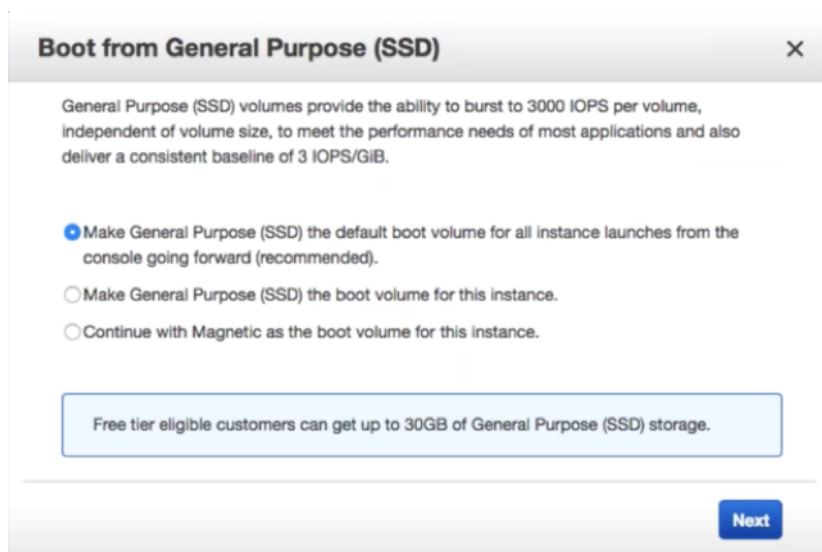 Boot from General Purpose (SSD)
General Purpose (SSD) volumes provide the ability to burst to 3000 IOPS per volume,
independent of volume size, to meet the performance needs of most applications and also
deliver a consistent baseline of 3 IOPS/GiB.
Make General Purpose (SSD) the default boot volume for all instance launches from the
console going forward (recommended).
Make General Purpose (SSD) the boot volume for this instance.
Continue with Magnetic as the boot volume for this instance.
Free tier eligible customers can get up to 30GB of General Purpose (SSD) storage.
Next